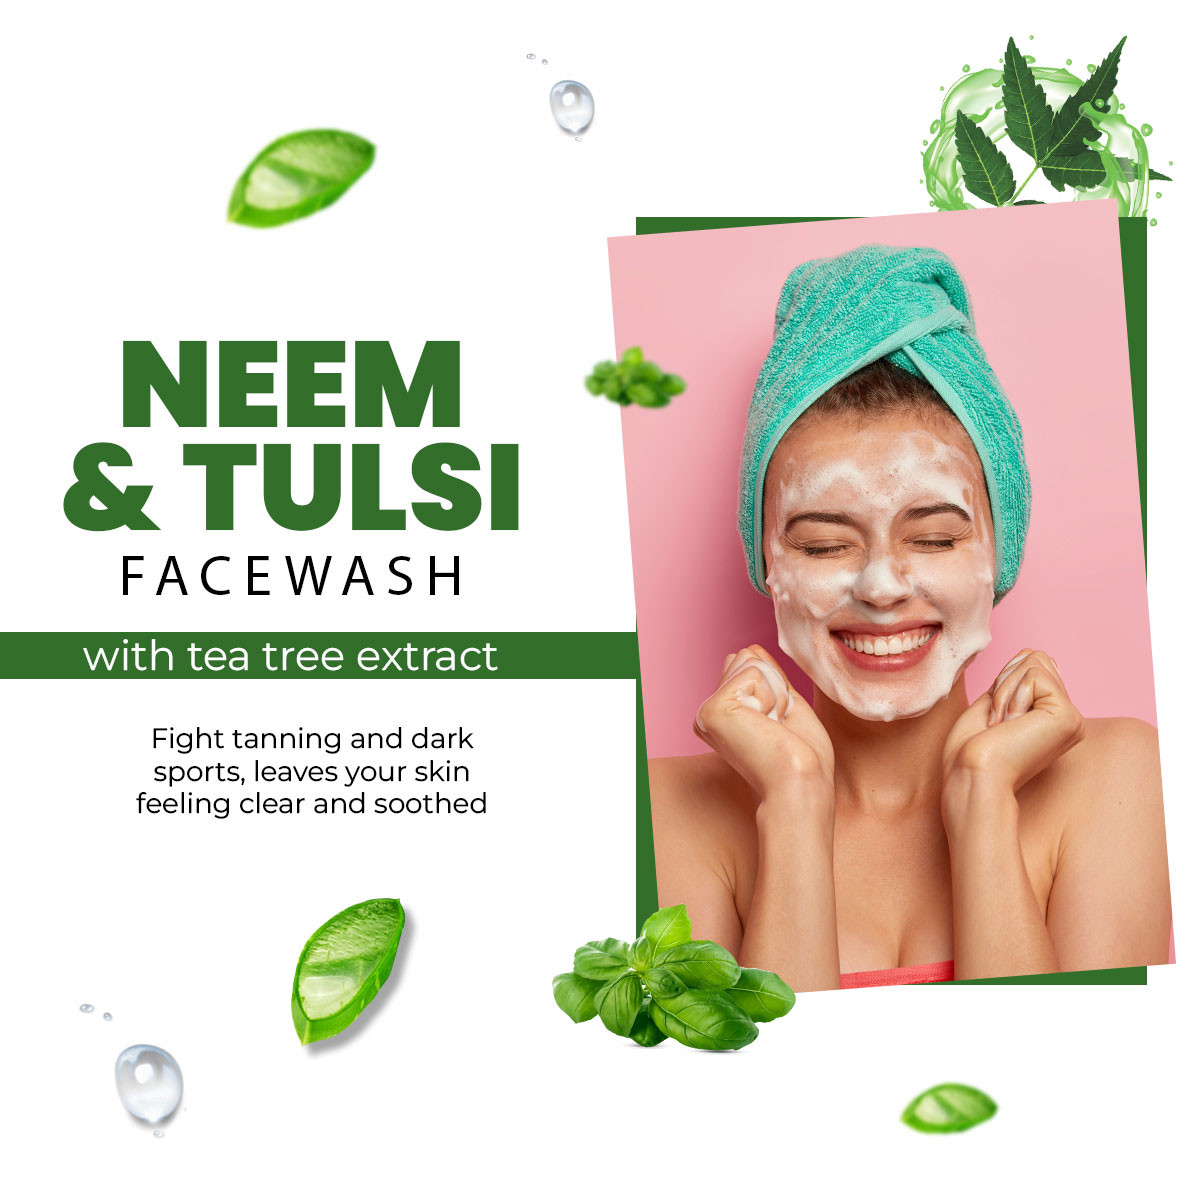 NEEM
& TULSI
FACEWASH
with tea tree extract
Fight tanning and dark
sports, leaves your skin
feeling clear and soothed